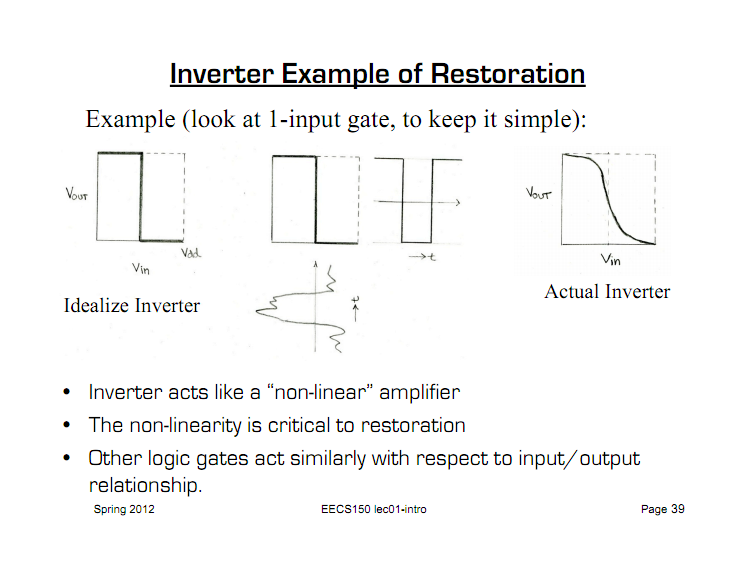 Inverter Example of Restoration
Example (look at 1-input gate, to keep it simple):
VOUT
Vdd
Vin
t
t
VOUT
Vin
Idealize Inverter
Actual Inverter
• Inverter acts like a “non-linear” amplifier
• The non-linearity is critical to restoration
• Other logic gates act similarly with respect to input/output
relationship.
Spring 2012 EECS150 lec01-intro Page 39